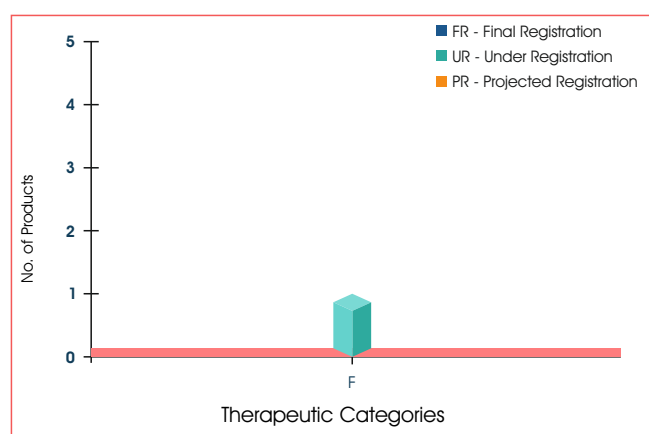 FR - Final Registration
UR - Under Registration
PR - Projected Registration
5
4
3
2
1
0
No. of Products
F
Therapeutic Categories